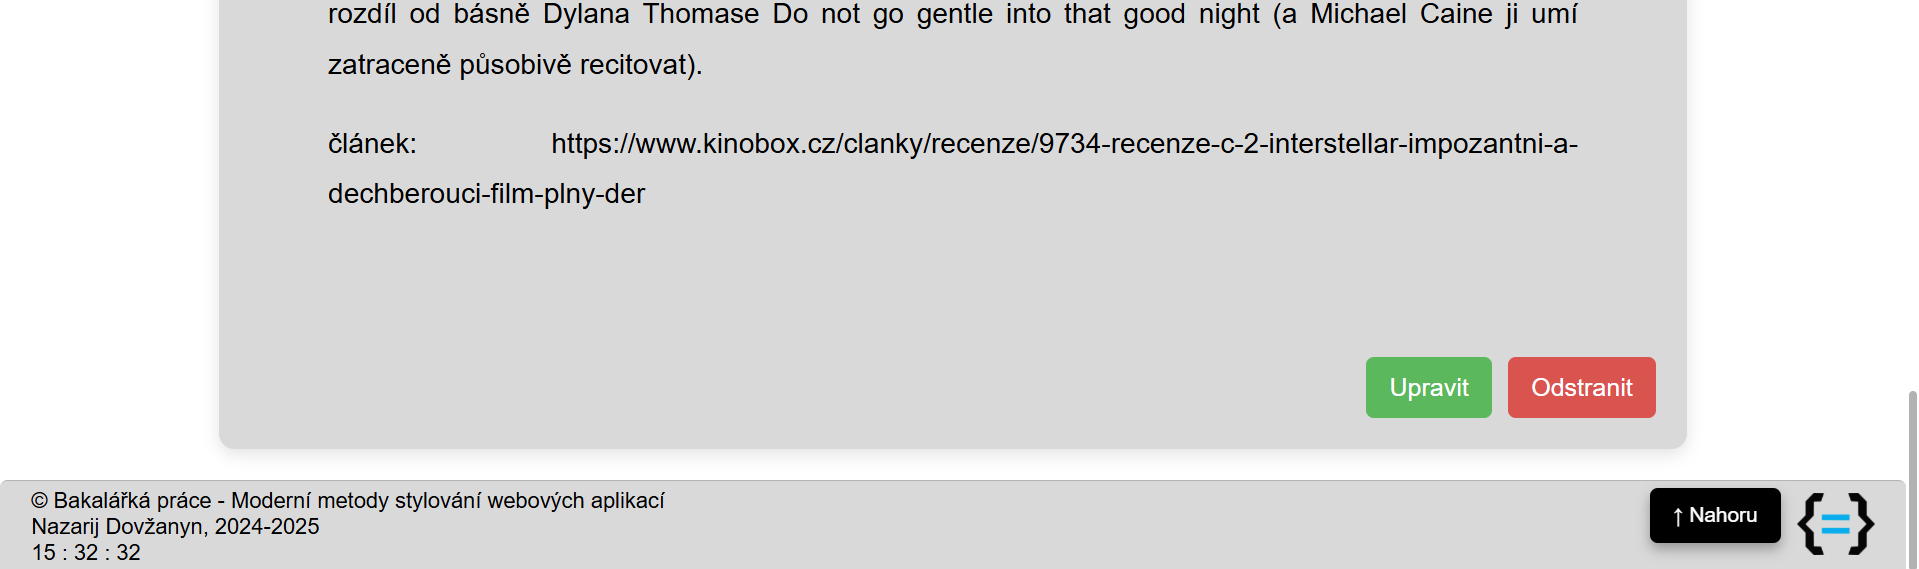 rozdíl od básně Dylana Thomase Do not go gentle into that good night (a Michael Caine ji umí
zatraceně působivě recitovat).
článek: https://www.kinobox.cz/clanky/recenze/9734-recenze-c-2-interstellar-impozantni-a-
dechberouci-film-plny-der
Upravit Odstranit
© Bakalářká práce - Moderní metody stylování webových aplikací
Nazarij Dovžanyn, 2024-2025
15 : 32 : 32
↑ Nahoru
{=}